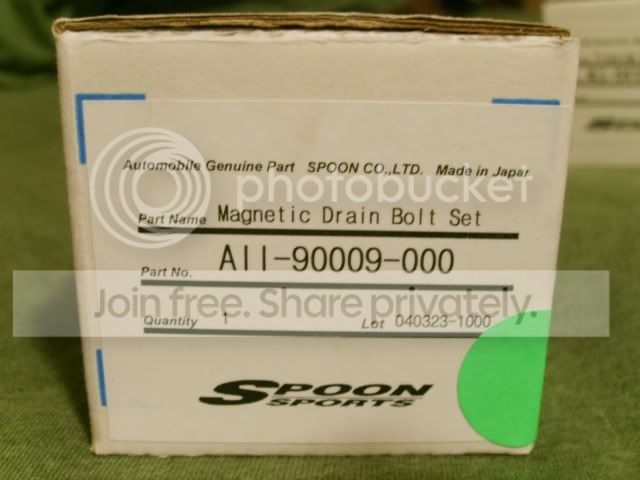 Automobile Genuine Part SPOON CO.,LTD. Made in Japan
photobucket
Part Name Magnetic Drain Bolt Set
Part No. All-90009-000
Join free. Share privately.
Quantity 1 Lot 040323-1000
SPOON
SPORTS